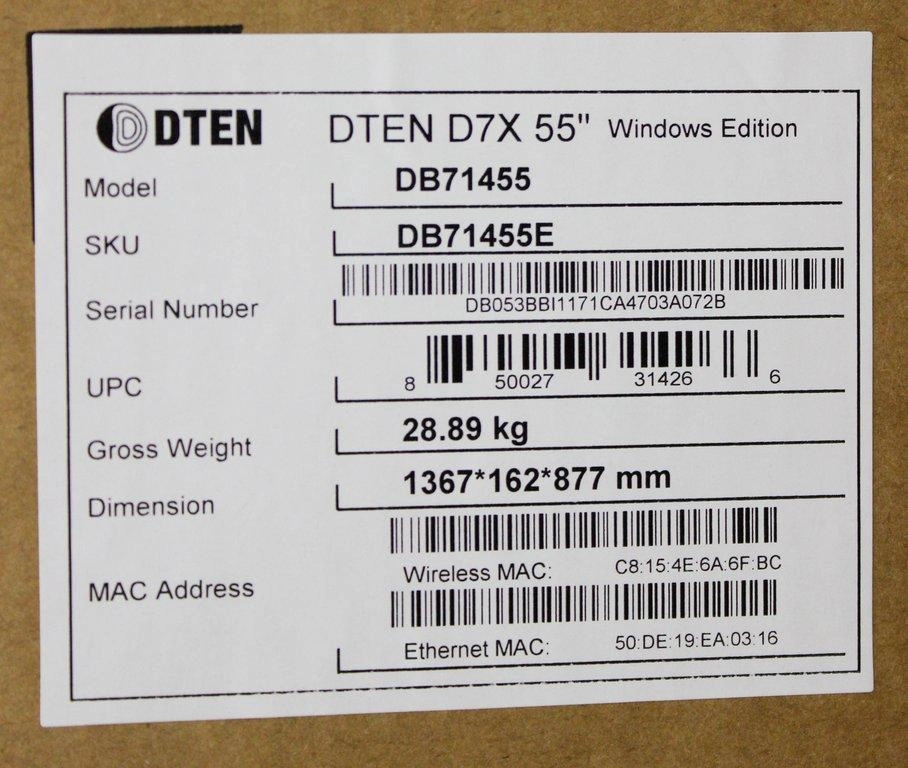 DTEN DTEN D7X 55" Windows Edition
Model DB71455
SKU DB71455E
Serial Number DB053BBI1171CA4703A072B
UPC 8 50027 31426 6
Gross Weight 28.89 kg
Dimension 1367*162*877 mm
MAC Address
Wireless MAC: C8:15:4E:6A:6F:BC
Ethernet MAC: 50:DE:19:EA:03:16